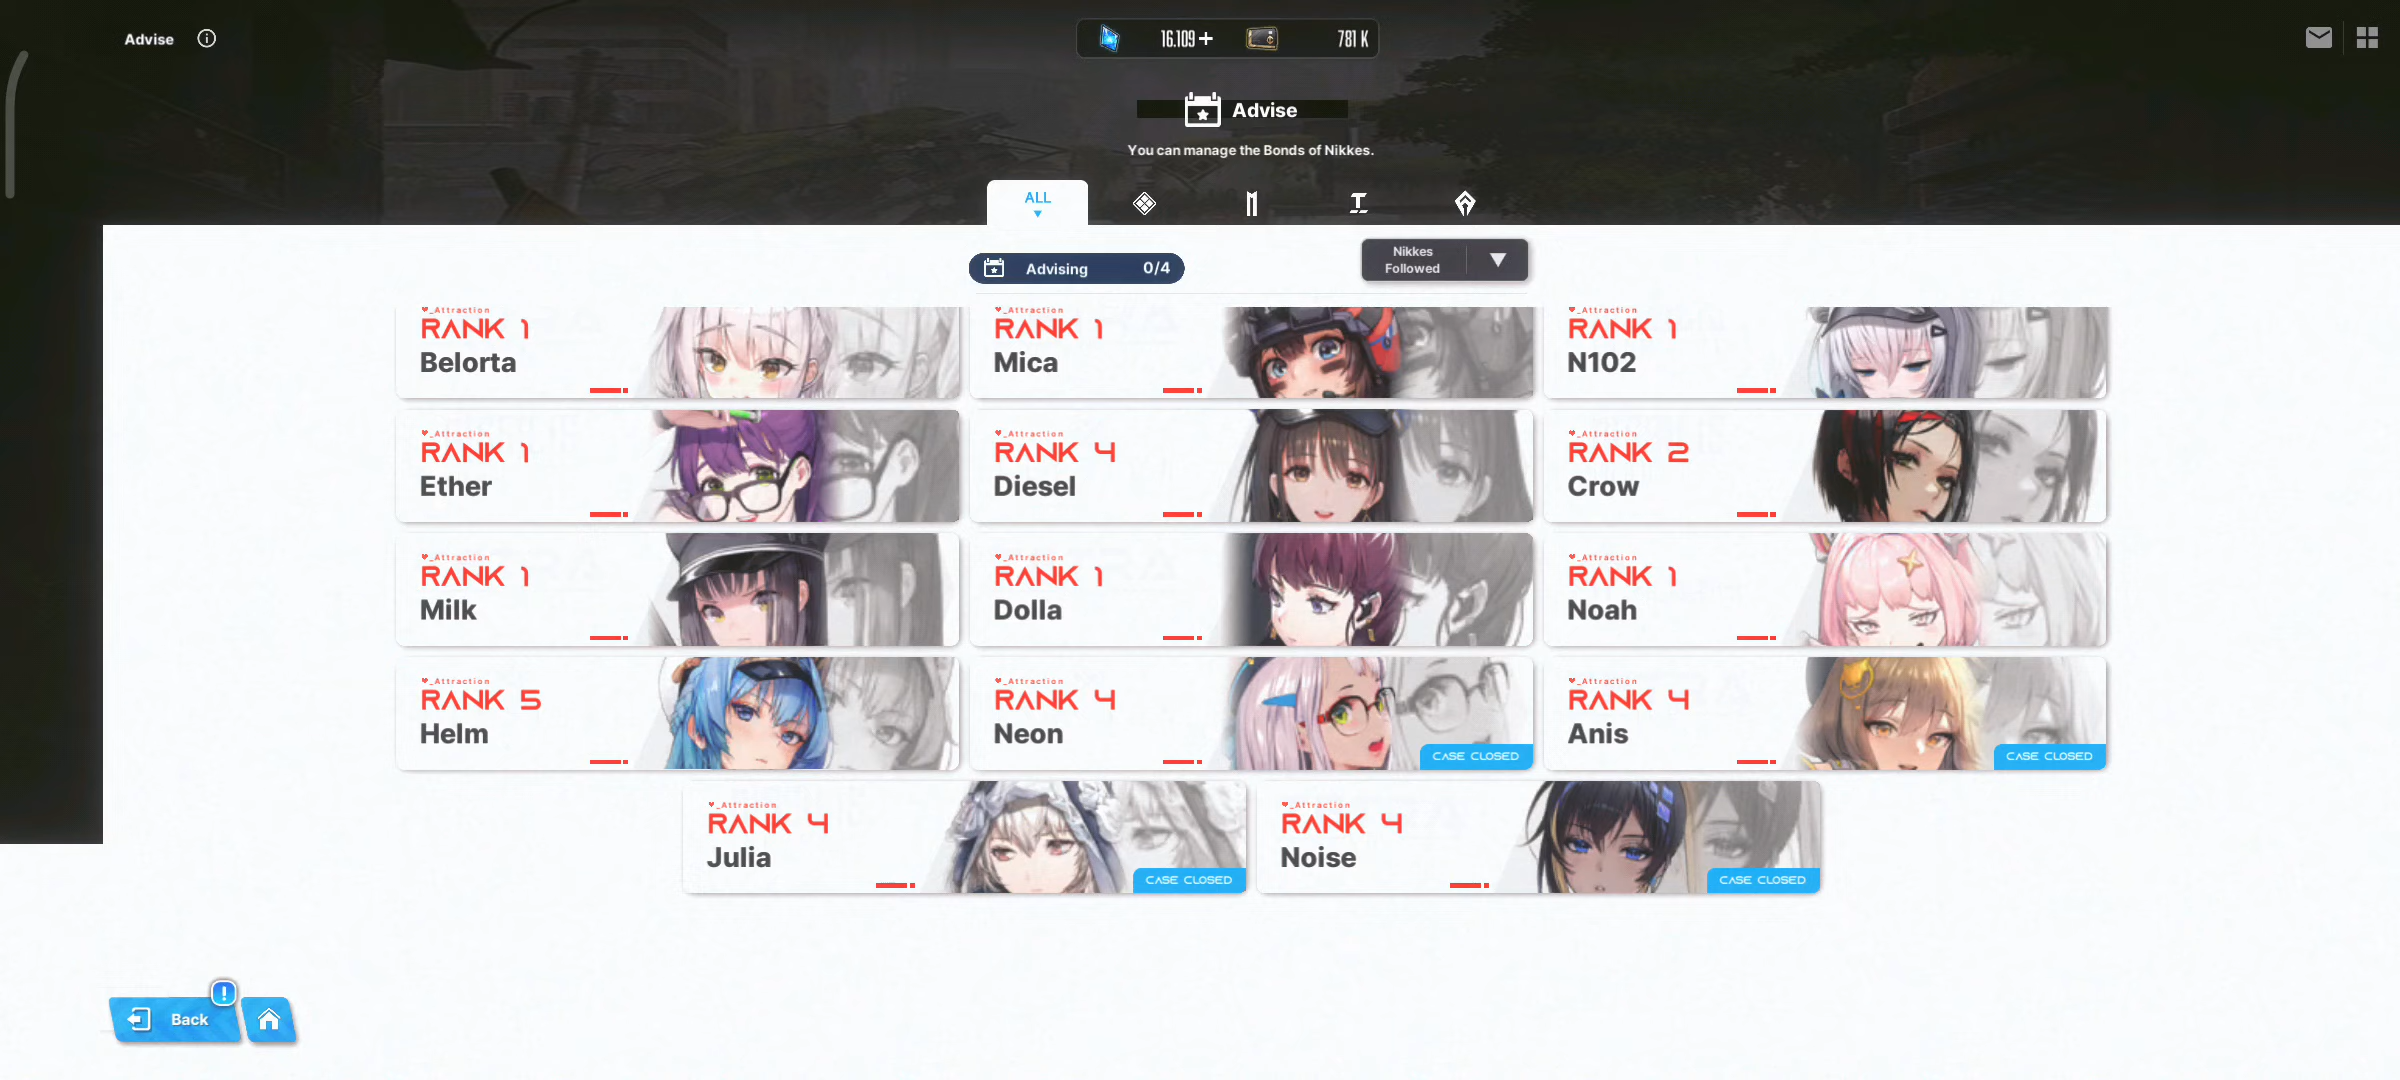 Advise
16.109
781 K
Advise
You can manage the Bonds of Nikkes.
ALL
Advising 0/4
Nikkes
Followed
Attraction
RANK 1
Belorta
Attraction
RANK 1
Mica
Attraction
RANK 1
N102
Attraction
RANK 1
Ether
Attraction
RANK 4
Diesel
Attraction
RANK 2
Crow
Attraction
RANK 1
Milk
Attraction
RANK 1
Dolla
Attraction
RANK 1
Noah
Attraction
RANK 5
Helm
Attraction
RANK 4
Neon
CASE CLOSED
Attraction
RANK 4
Anis
CASE CLOSED
Attraction
RANK 4
Julia
CASE CLOSED
Attraction
RANK 4
Noise
CASE CLOSED
Back